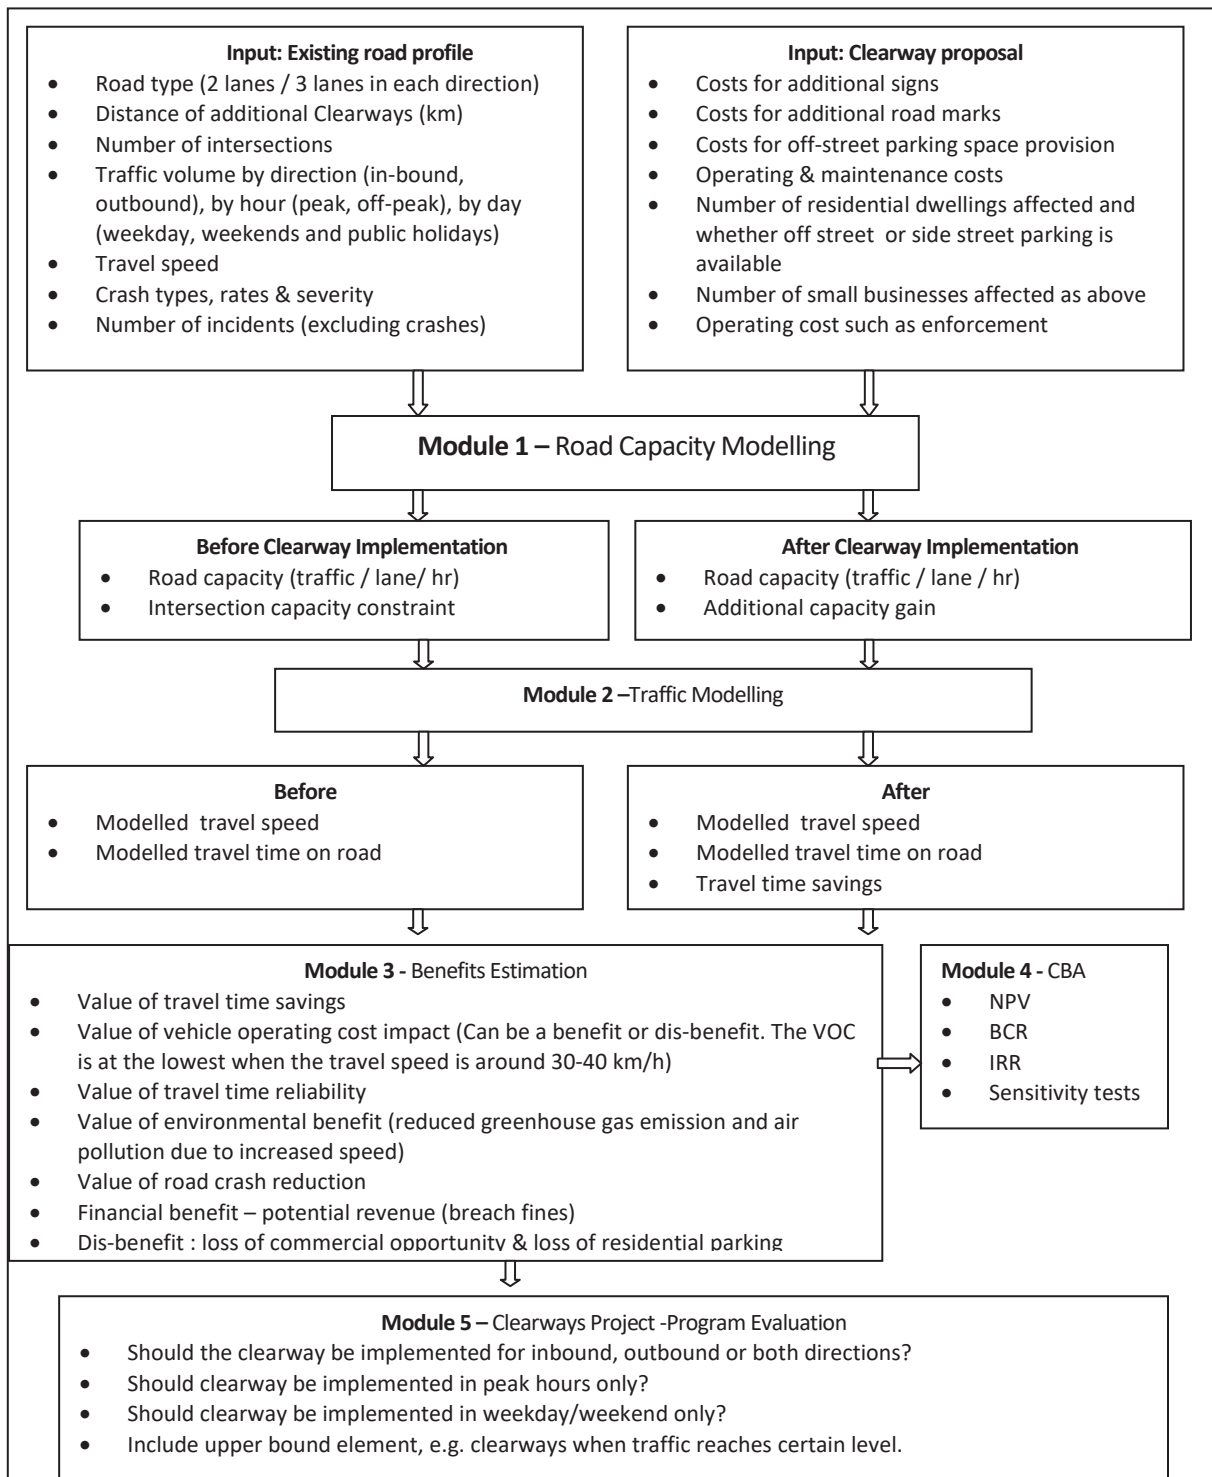 Input: Existing road profile
• Road type (2 lanes / 3 lanes in each direction)
• Distance of additional Clearways (km)
• Number of intersections
• Traffic volume by direction (in-bound,
outbound), by hour (peak, off-peak), by day
(weekday, weekends and public holidays)
• Travel speed
• Crash types, rates & severity
• Number of incidents (excluding crashes)
Input: Clearway proposal
• Costs for additional signs
• Costs for additional road marks
• Costs for off-street parking space provision
• Operating & maintenance costs
• Number of residential dwellings affected and
whether off street or side street parking is
available
• Number of small businesses affected as above
• Operating cost such as enforcement
Module 1 – Road Capacity Modelling
Before Clearway Implementation
• Road capacity (traffic / lane/ hr)
• Intersection capacity constraint
After Clearway Implementation
• Road capacity (traffic / lane / hr)
• Additional capacity gain
Module 2 –Traffic Modelling
Before
• Modelled travel speed
• Modelled travel time on road
After
• Modelled travel speed
• Modelled travel time on road
• Travel time savings
Module 3 - Benefits Estimation
• Value of travel time savings
• Value of vehicle operating cost impact (Can be a benefit or dis-benefit. The VOC
is at the lowest when the travel speed is around 30-40 km/h)
• Value of travel time reliability
• Value of environmental benefit (reduced greenhouse gas emission and air
pollution due to increased speed)
• Value of road crash reduction
• Financial benefit – potential revenue (breach fines)
• Dis-benefit : loss of commercial opportunity & loss of residential parking
Module 4 - CBA
• NPV
• BCR
• IRR
• Sensitivity tests
Module 5 – Clearways Project -Program Evaluation
• Should the clearway be implemented for inbound, outbound or both directions?
• Should clearway be implemented in peak hours only?
• Should clearway be implemented in weekday/weekend only?
• Include upper bound element, e.g. clearways when traffic reaches certain level.